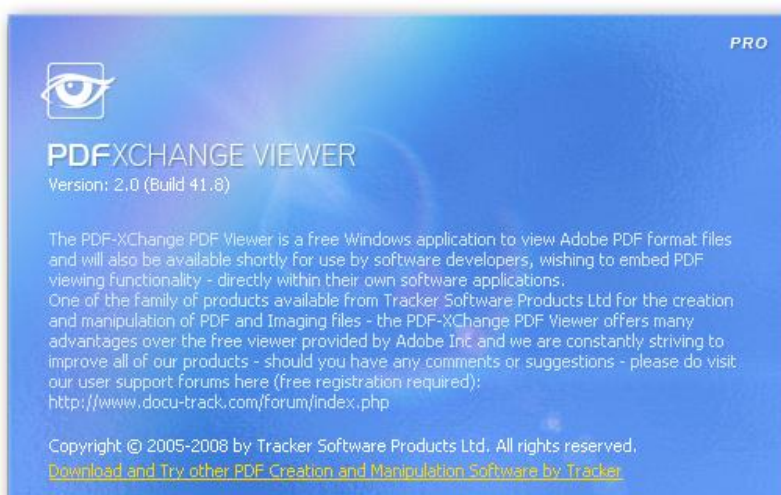 PRO
PDFXCHANGE VIEWER
Version: 2.0 (Build 41.8)
The PDF-XChange PDF Viewer is a free Windows application to view Adobe PDF format files
and will also be available shortly for use by software developers, wishing to embed PDF
viewing functionality - directly within their own software applications.
One of the family of products available from Tracker Software Products Ltd for the creation
and manipulation of PDF and Imaging files - the PDF-XChange PDF Viewer offers many
advantages over the free viewer provided by Adobe Inc and we are constantly striving to
improve all of our products - should you have any comments or suggestions - please do visit
our user support forums here (free registration required):
http://www.docu-track.com/forum/index.php
Copyright © 2005-2008 by Tracker Software Products Ltd. All rights reserved.
Download and Try other PDF Creation and Manipulation Software by Tracker